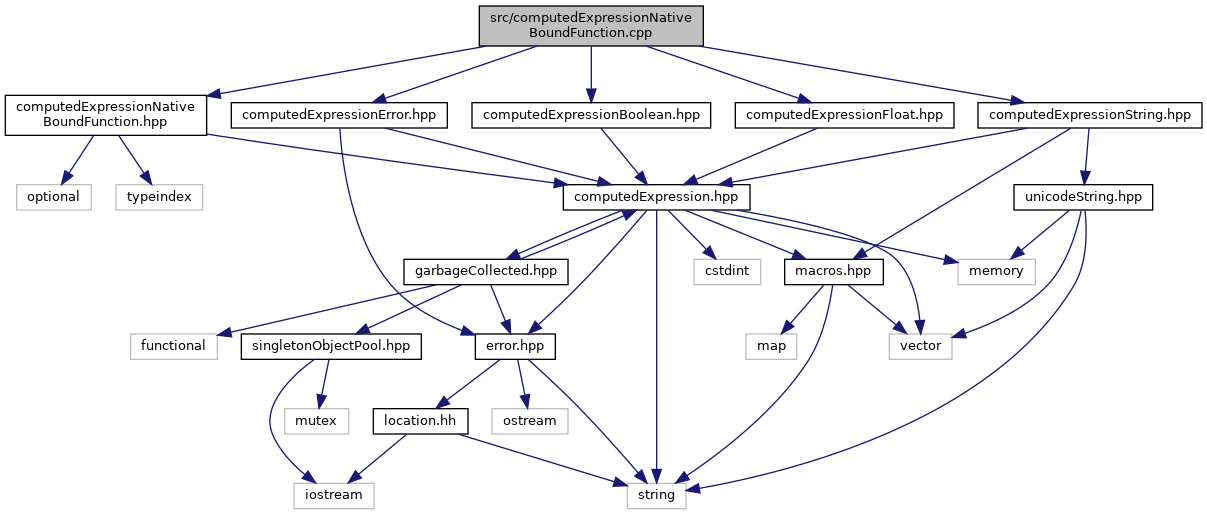 src/computedExpressionNative
BoundFunction.cpp
computedExpressionNative
BoundFunction.hpp
computedExpressionError.hpp
computedExpressionBoolean.hpp
computedExpressionFloat.hpp
computedExpressionString.hpp
optional
typeindex
computedExpression.hpp
unicodeString.hpp
garbageCollected.hpp
cstdint
macros.hpp
memory
functional
singletonObjectPool.hpp
error.hpp
map
vector
mutex
location.hh
ostream
iostream
string